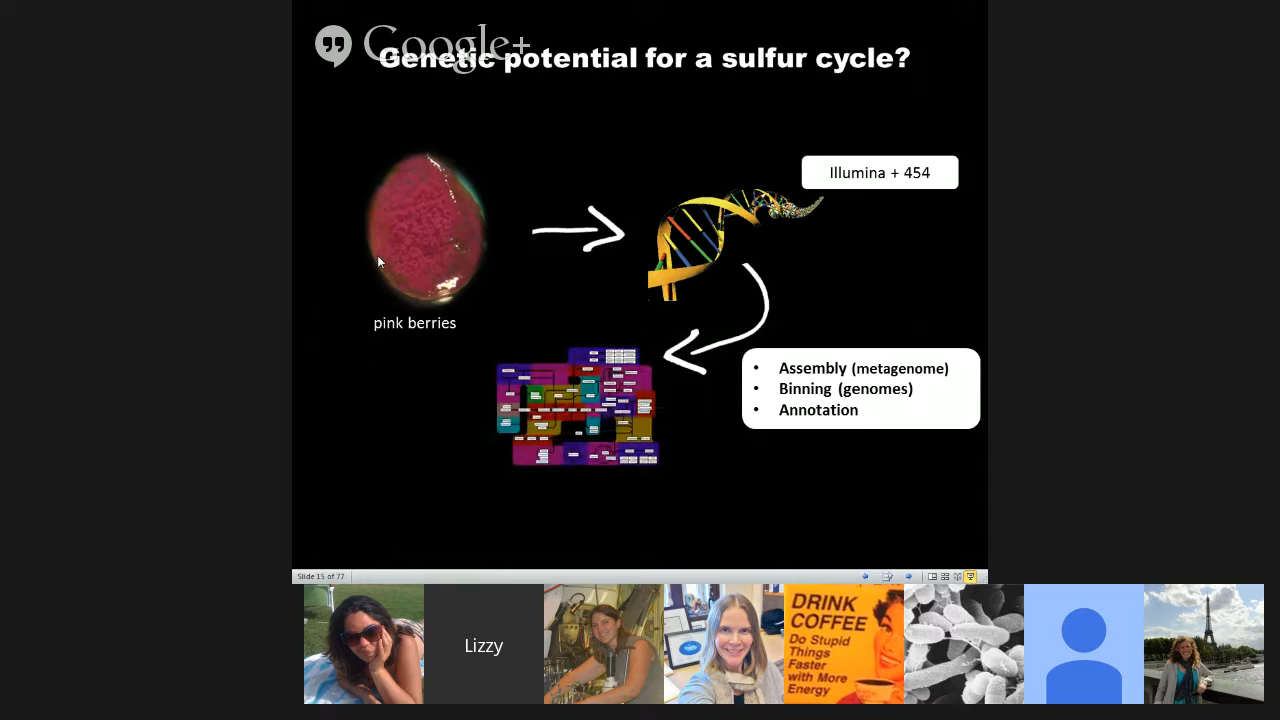 Google+
Genetic potential for a sulfur cycle?
Illumina + 454
pink berries
• Assembly (metagenome)
• Binning (genomes)
• Annotation
Slide 15 of 77
Lizzy
DRINK
COFFEE
Do Stupid
Things
Faster
with More
Energy